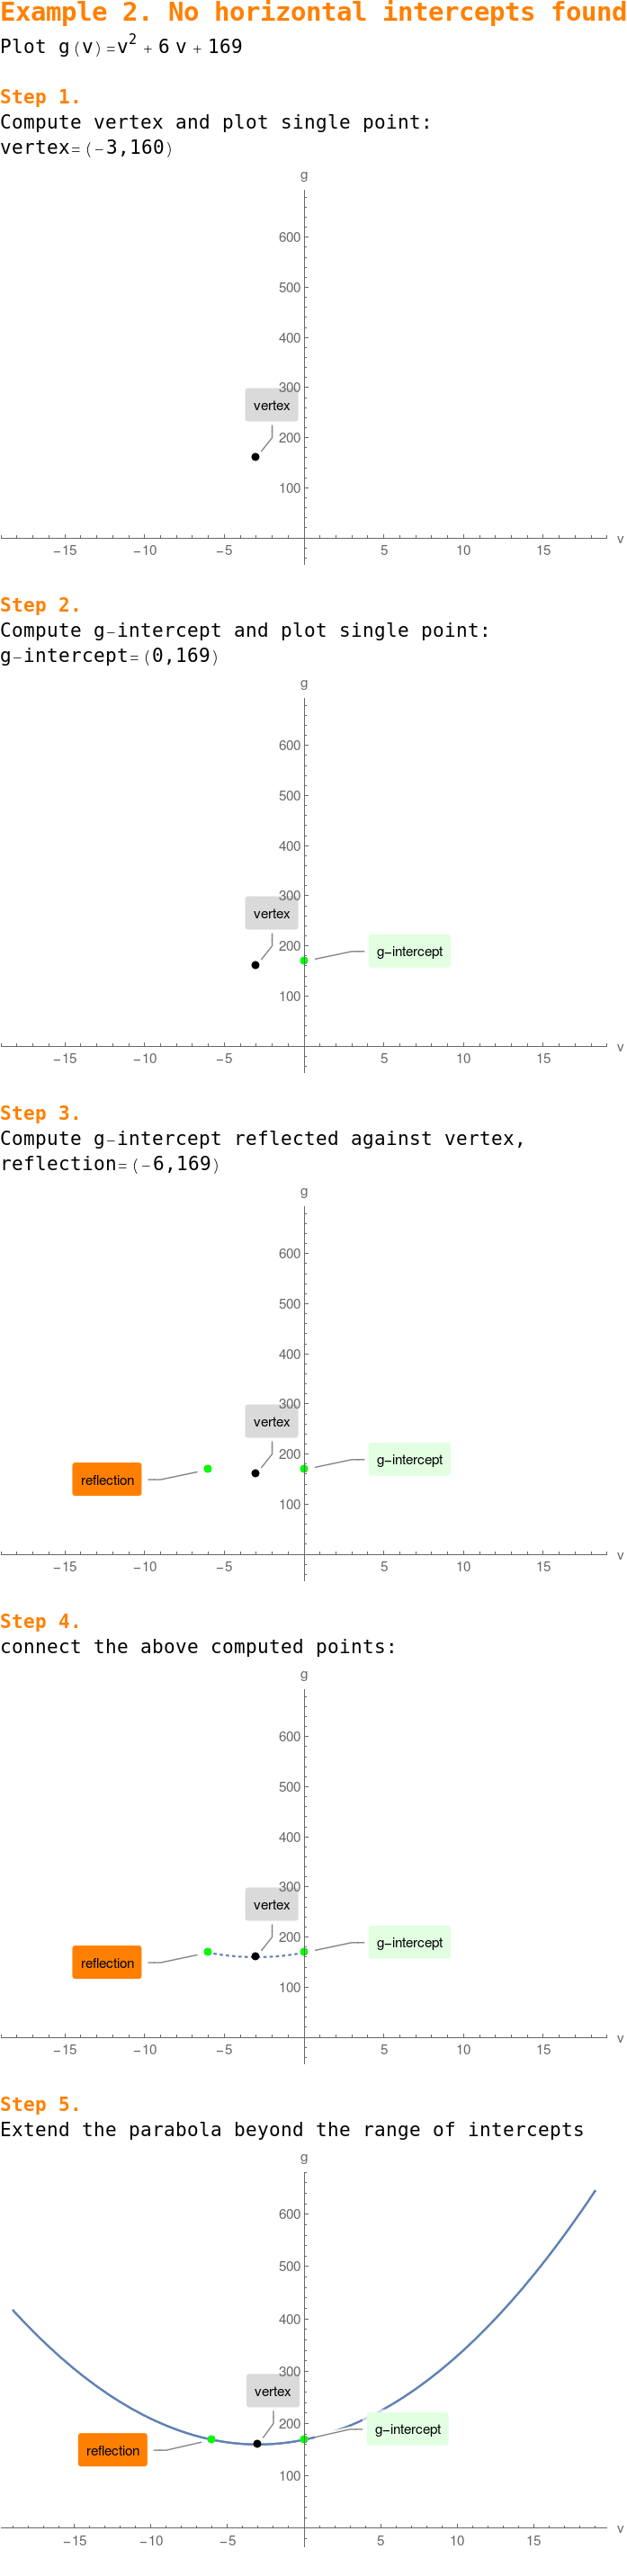 Example 2. No horizontal intercepts found
Plot g(v)=v² + 6 v + 169
Step 1.
Compute vertex and plot single point:
vertex=(−3,160)
g
600
500
400
300
vertex
200
100
v
−15 −10 −5 5 10 15
Step 2.
Compute g−intercept and plot single point:
g−intercept=(0,169)
g
600
500
400
300
vertex
200
g−intercept
100
v
−15 −10 −5 5 10 15
Step 3.
Compute g−intercept reflected against vertex,
reflection=(−6,169)
g
600
500
400
300
vertex
200
g−intercept
reflection
100
v
−15 −10 −5 5 10 15
Step 4.
connect the above computed points:
g
600
500
400
300
vertex
200
g−intercept
reflection
100
v
−15 −10 −5 5 10 15
Step 5.
Extend the parabola beyond the range of intercepts
g
600
500
400
300
vertex
200
g−intercept
reflection
100
v
−15 −10 −5 5 10 15